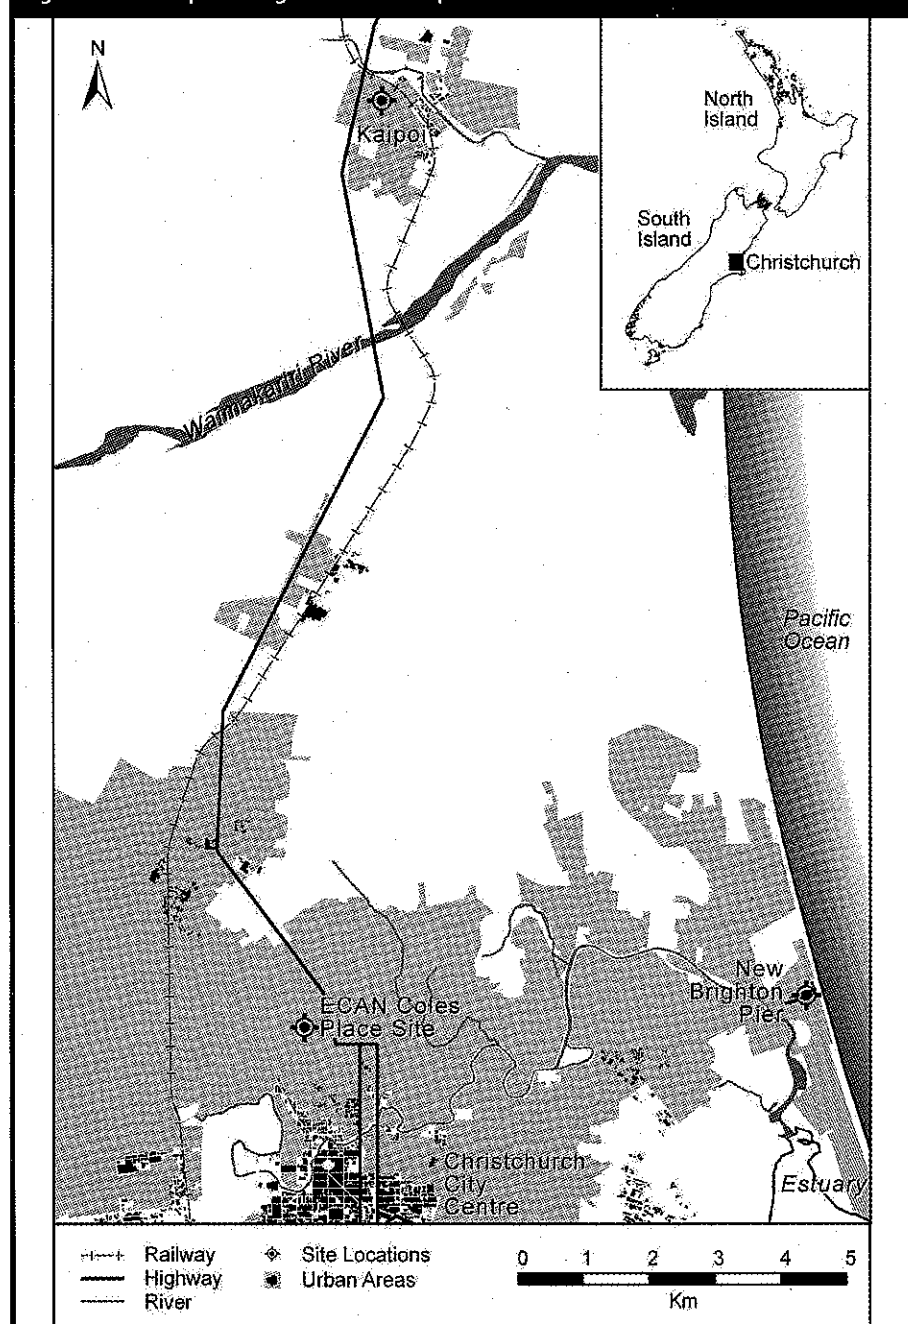 N
Kaipoi
North
Island
South
Island
Christchurch
Waimakariri River
Pacific
Ocean
New
Brighton
Pier
ECAN Coles
Place Site
Christchurch
City
Centre
Estuary
Railway
Highway
River
Site Locations
Urban Areas
0 1 2 3 4 5
Km